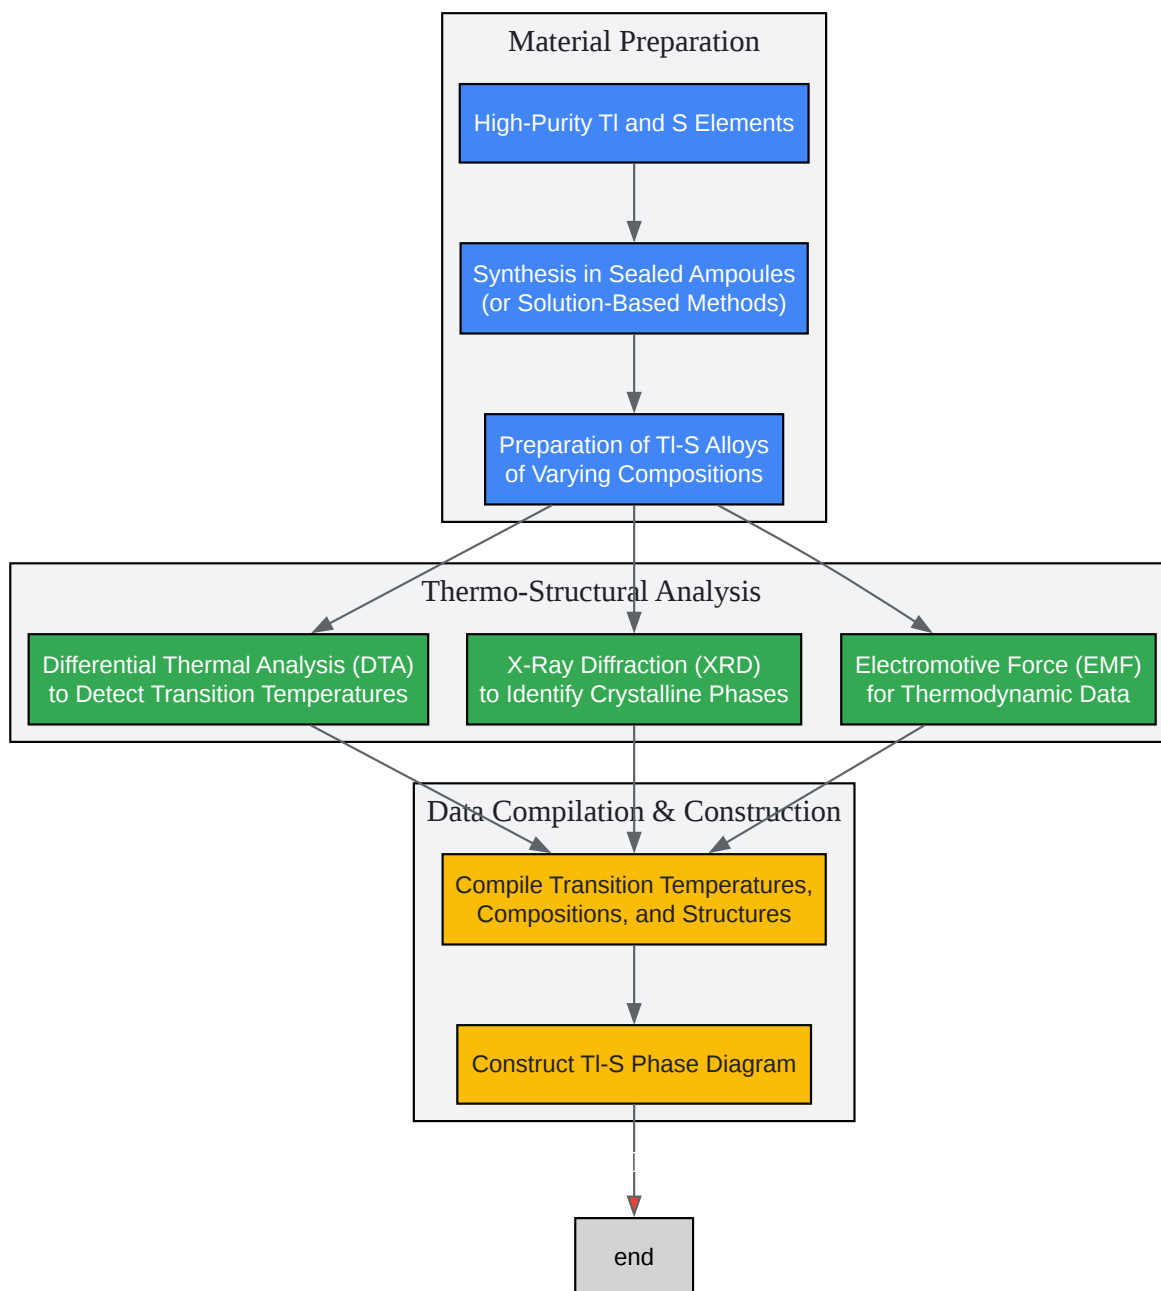 Material Preparation
High-Purity Tl and S Elements
Synthesis in Sealed Ampoules
(or Solution-Based Methods)
Preparation of Tl-S Alloys
of Varying Compositions
Thermo-Structural Analysis
Differential Thermal Analysis (DTA)
to Detect Transition Temperatures
X-Ray Diffraction (XRD)
to Identify Crystalline Phases
Electromotive Force (EMF)
for Thermodynamic Data
Data Compilation & Construction
Compile Transition Temperatures,
Compositions, and Structures
Construct Tl-S Phase Diagram
end